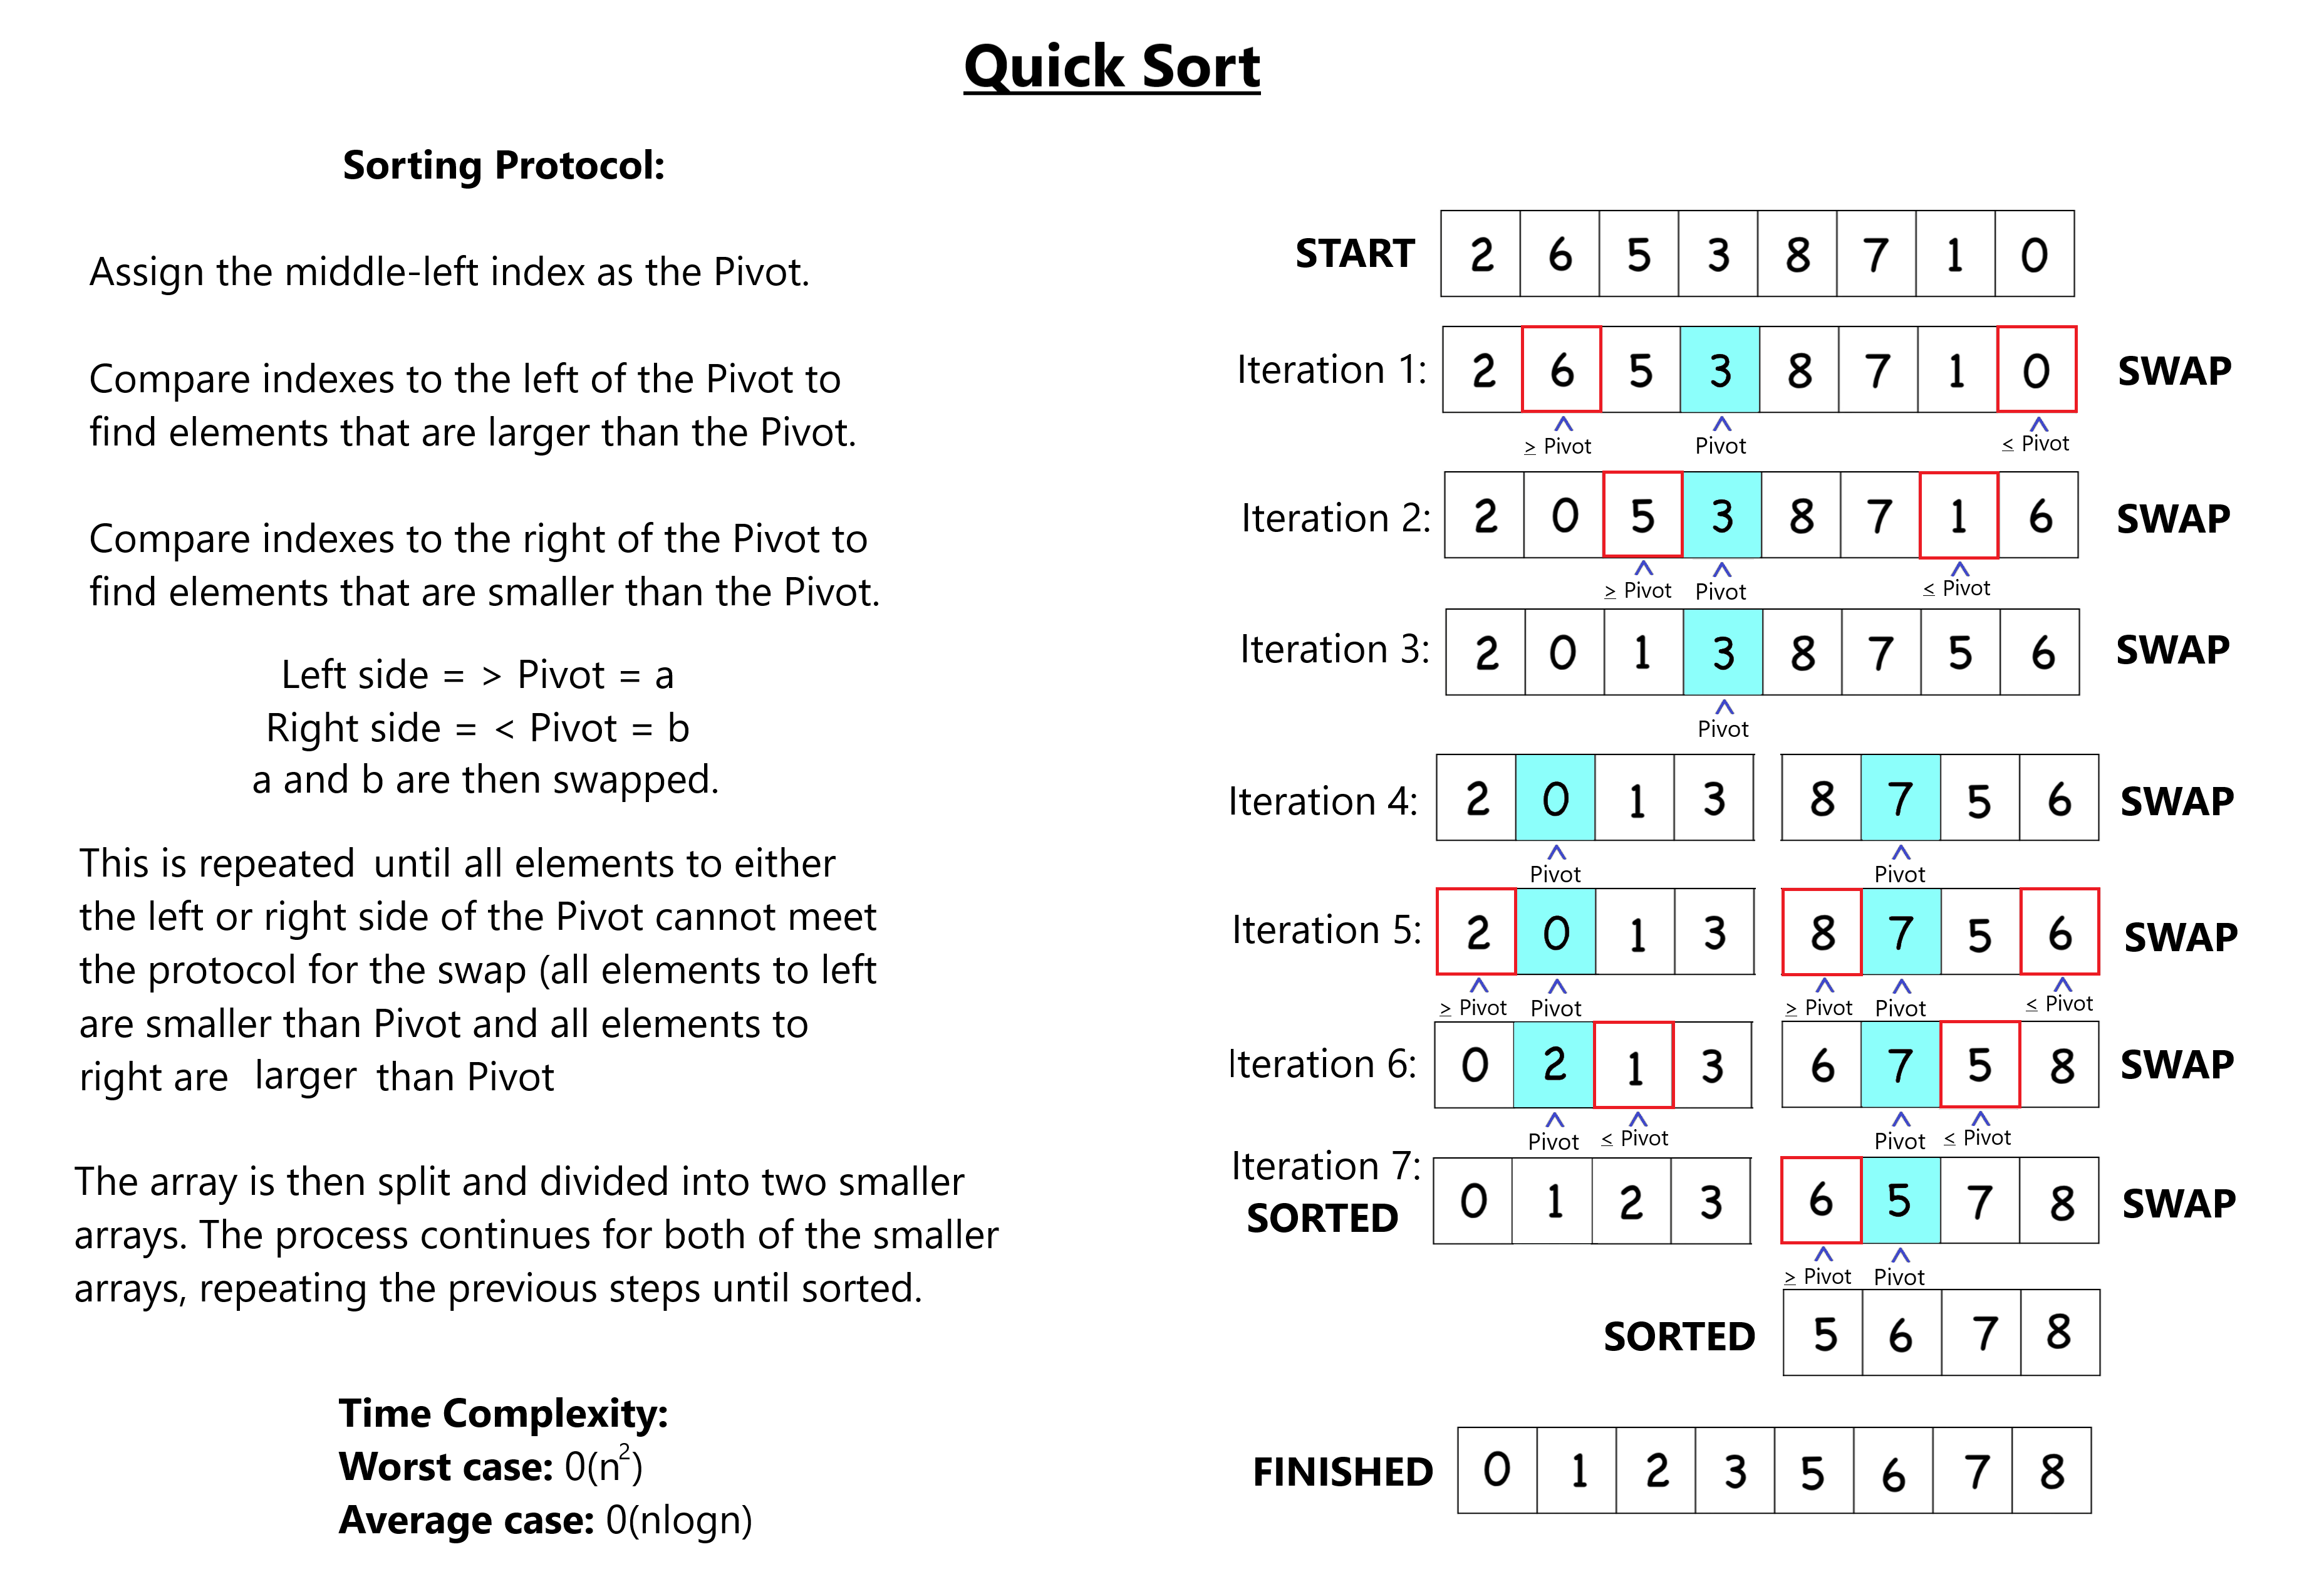 Quick Sort
Sorting Protocol:
Assign the middle-left index as the Pivot.
Compare indexes to the left of the Pivot to
find elements that are larger than the Pivot.
Compare indexes to the right of the Pivot to
find elements that are smaller than the Pivot.
Left side = > Pivot = a
Right side = < Pivot = b
a and b are then swapped.
This is repeated until all elements to either
the left or right side of the Pivot cannot meet
the protocol for the swap (all elements to left
are smaller than Pivot and all elements to
right are larger than Pivot
The array is then split and divided into two smaller
arrays. The process continues for both of the smaller
arrays, repeating the previous steps until sorted.
Time Complexity:
Worst case: 0(n²)
Average case: 0(nlogn)
START 2 6 5 3 8 7 1 0
Iteration 1: 2 6 5 3 8 7 1 0 SWAP
≥ Pivot Pivot ≤ Pivot
Iteration 2: 2 0 5 3 8 7 1 6 SWAP
≥ Pivot Pivot ≤ Pivot
Iteration 3: 2 0 1 3 8 7 5 6 SWAP
Pivot
Iteration 4: 2 0 1 3 8 7 5 6 SWAP
Pivot Pivot
Iteration 5: 2 0 1 3 8 7 5 6 SWAP
≥ Pivot Pivot ≥ Pivot Pivot ≤ Pivot
Iteration 6: 0 2 1 3 6 7 5 8 SWAP
Pivot ≤ Pivot Pivot ≤ Pivot
Iteration 7:
SORTED 0 1 2 3 6 5 7 8 SWAP
≥ Pivot Pivot
SORTED 5 6 7 8
FINISHED 0 1 2 3 5 6 7 8